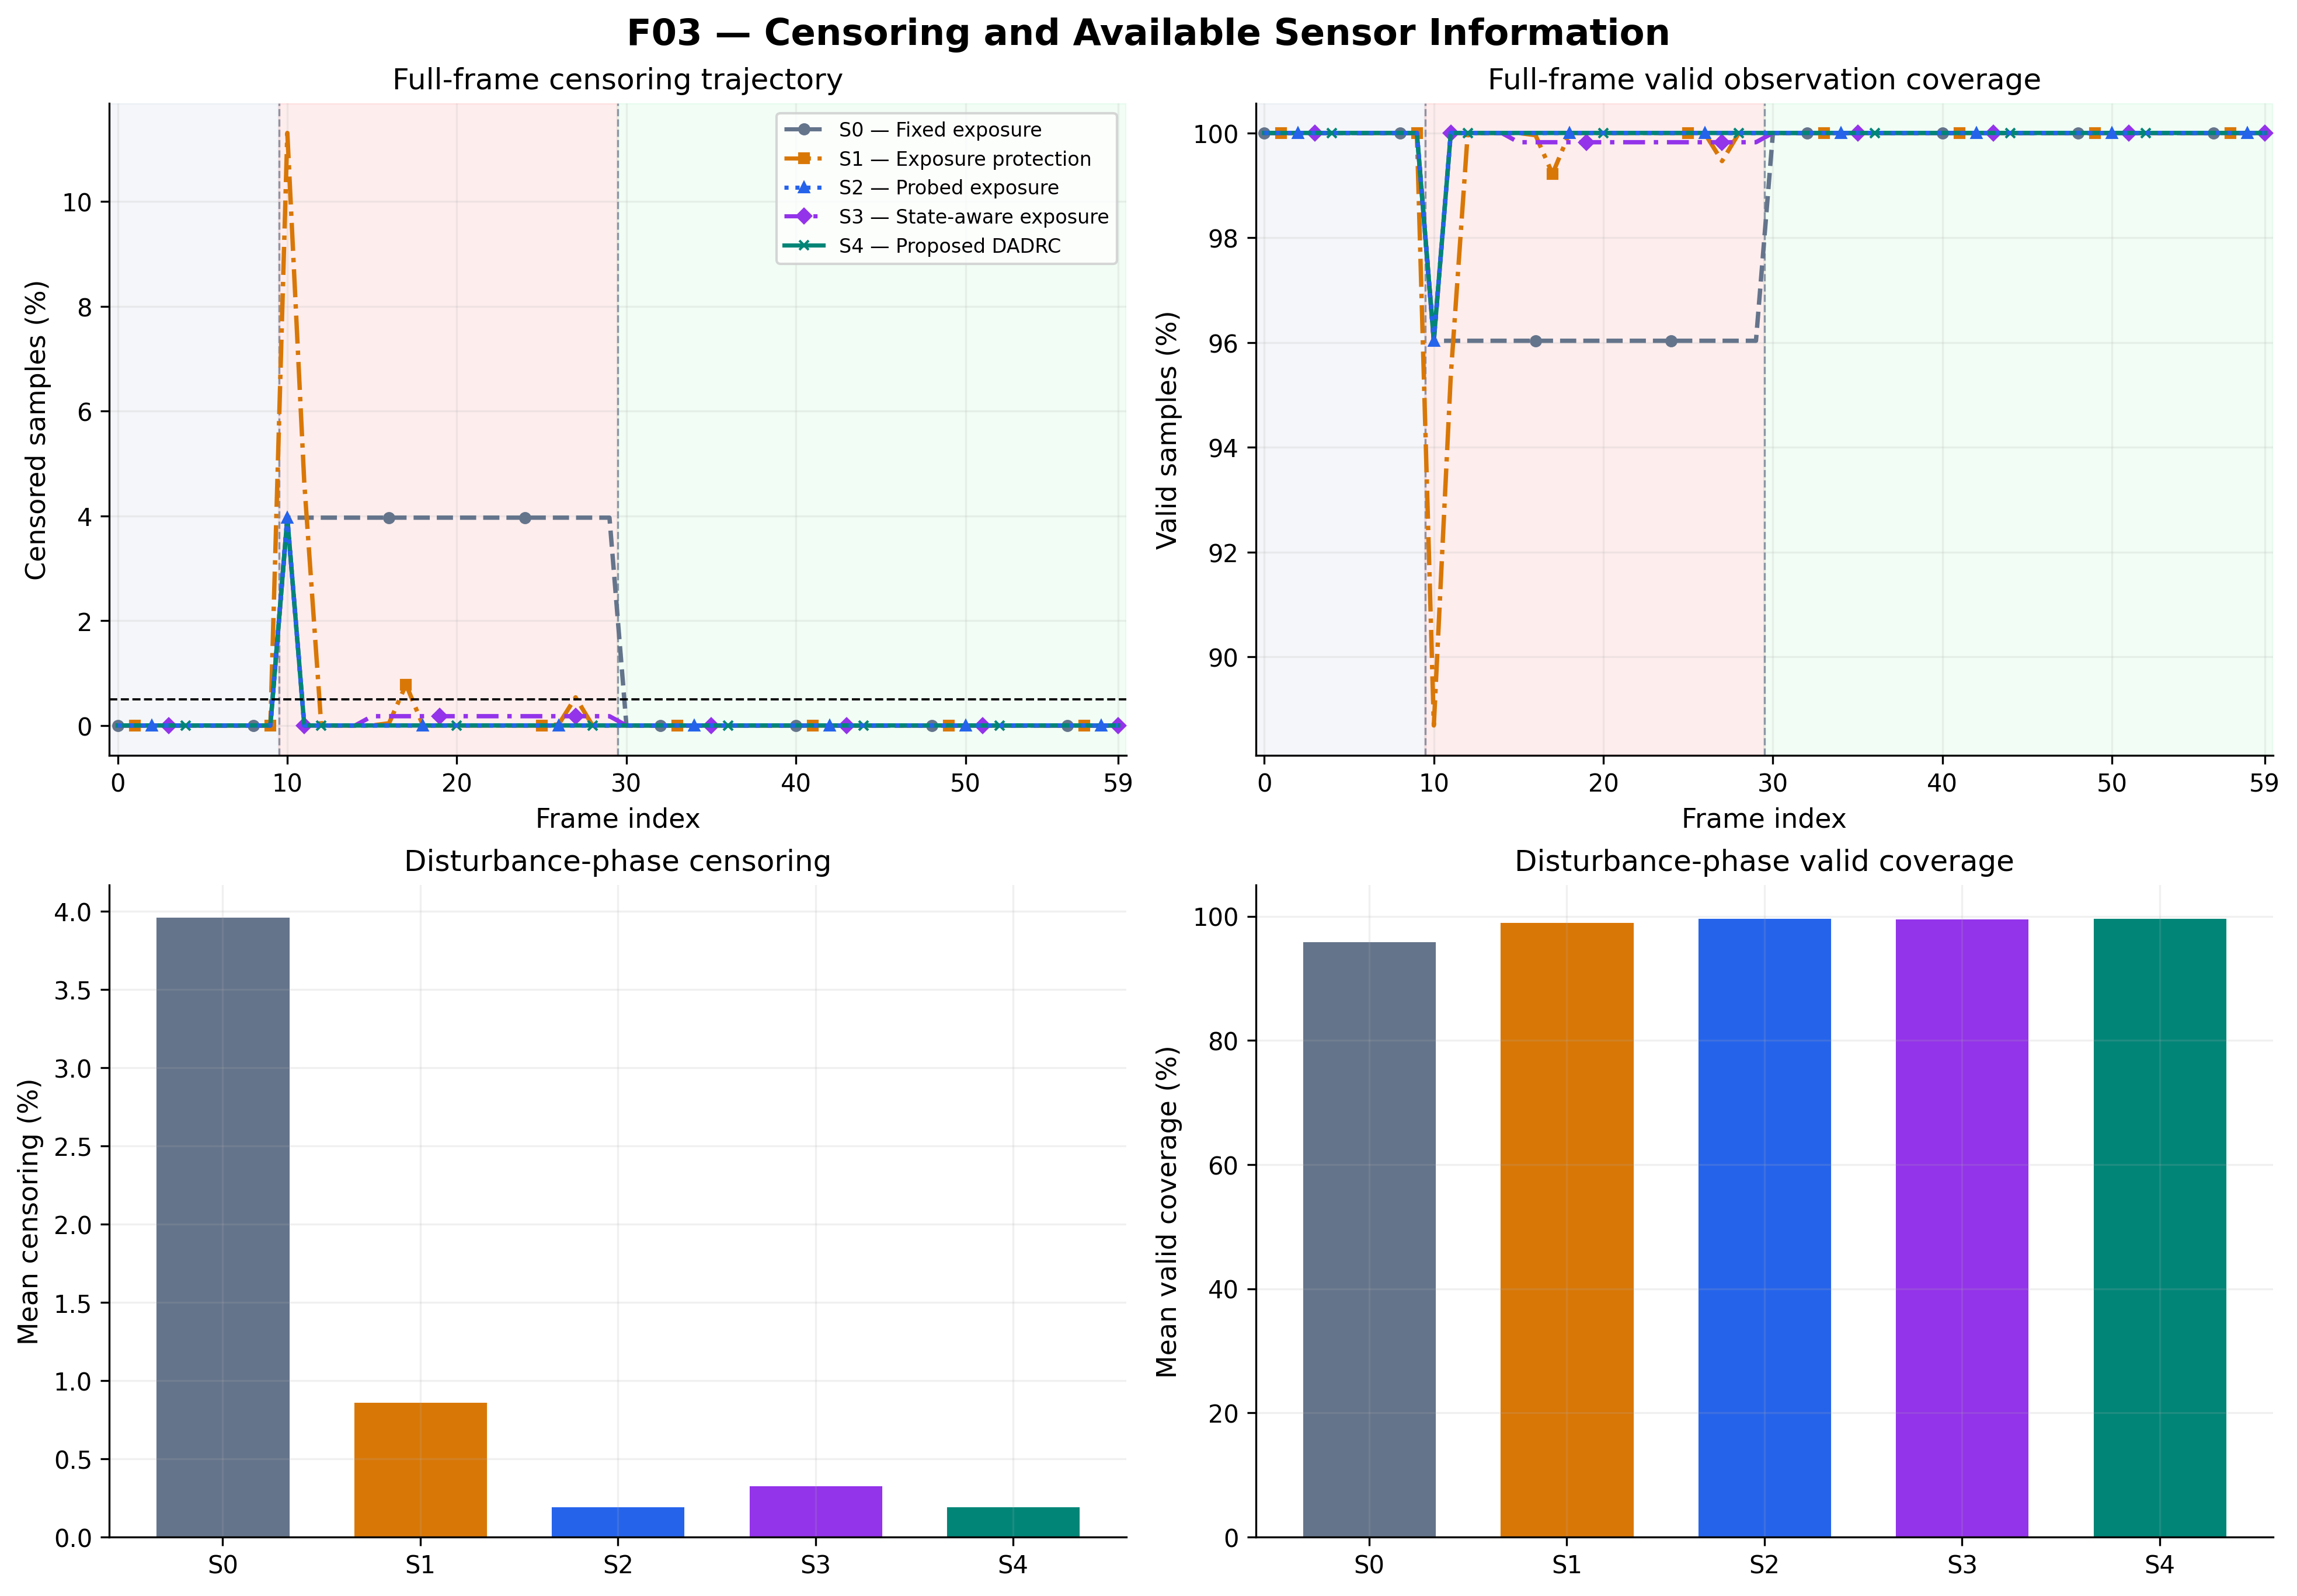 F03 — Censoring and Available Sensor Information
Full-frame censoring trajectory
Censored samples (%)
10
8
6
4
2
0
S0 — Fixed exposure
S1 — Exposure protection
S2 — Probed exposure
S3 — State-aware exposure
S4 — Proposed DADRC
0 10 20 30 40 50 59
Frame index
Full-frame valid observation coverage
Valid samples (%)
100
98
96
94
92
90
0 10 20 30 40 50 59
Frame index
Disturbance-phase censoring
Mean censoring (%)
4.0
3.5
3.0
2.5
2.0
1.5
1.0
0.5
0.0
S0 S1 S2 S3 S4
Disturbance-phase valid coverage
Mean valid coverage (%)
100
80
60
40
20
0
S0 S1 S2 S3 S4